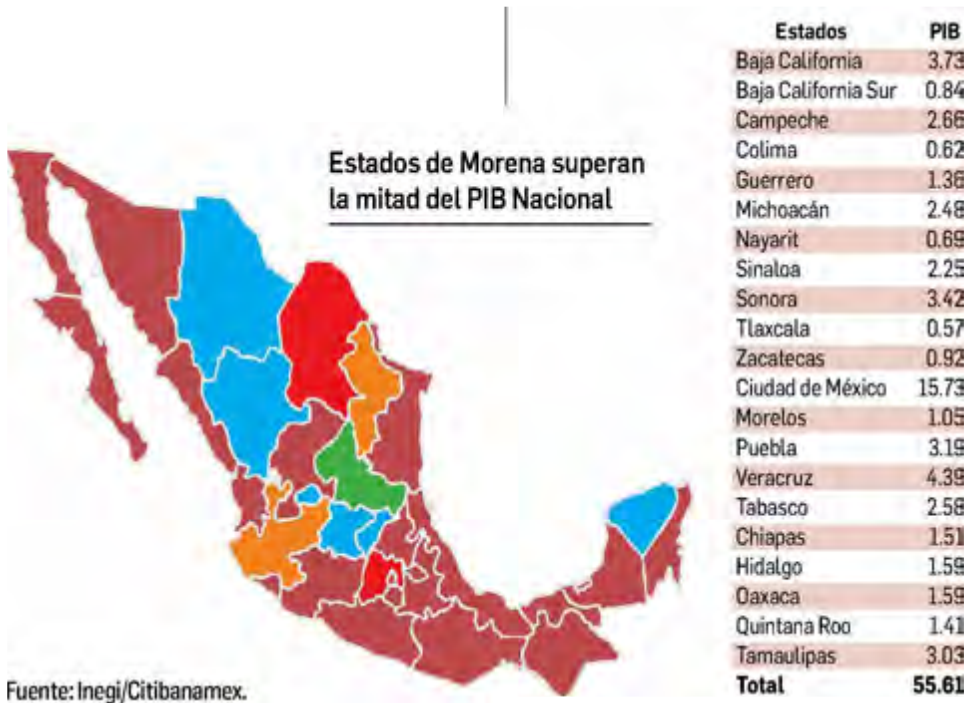 Estados de Morena superan
la mitad del PIB Nacional
Estados PIB
Baja California 3.73
Baja California Sur 0.84
Campeche 2.66
Colima 0.62
Guerrero 1.36
Michoacán 2.48
Nayarit 0.69
Sinaloa 2.25
Sonora 3.42
Tlaxcala 0.57
Zacatecas 0.92
Ciudad de México 15.73
Morelos 1.05
Puebla 3.19
Veracruz 4.39
Tabasco 2.58
Chiapas 1.51
Hidalgo 1.59
Oaxaca 1.59
Quintana Roo 1.41
Tamaulipas 3.03
Total 55.61
Fuente: Inegi/Citibanamex.